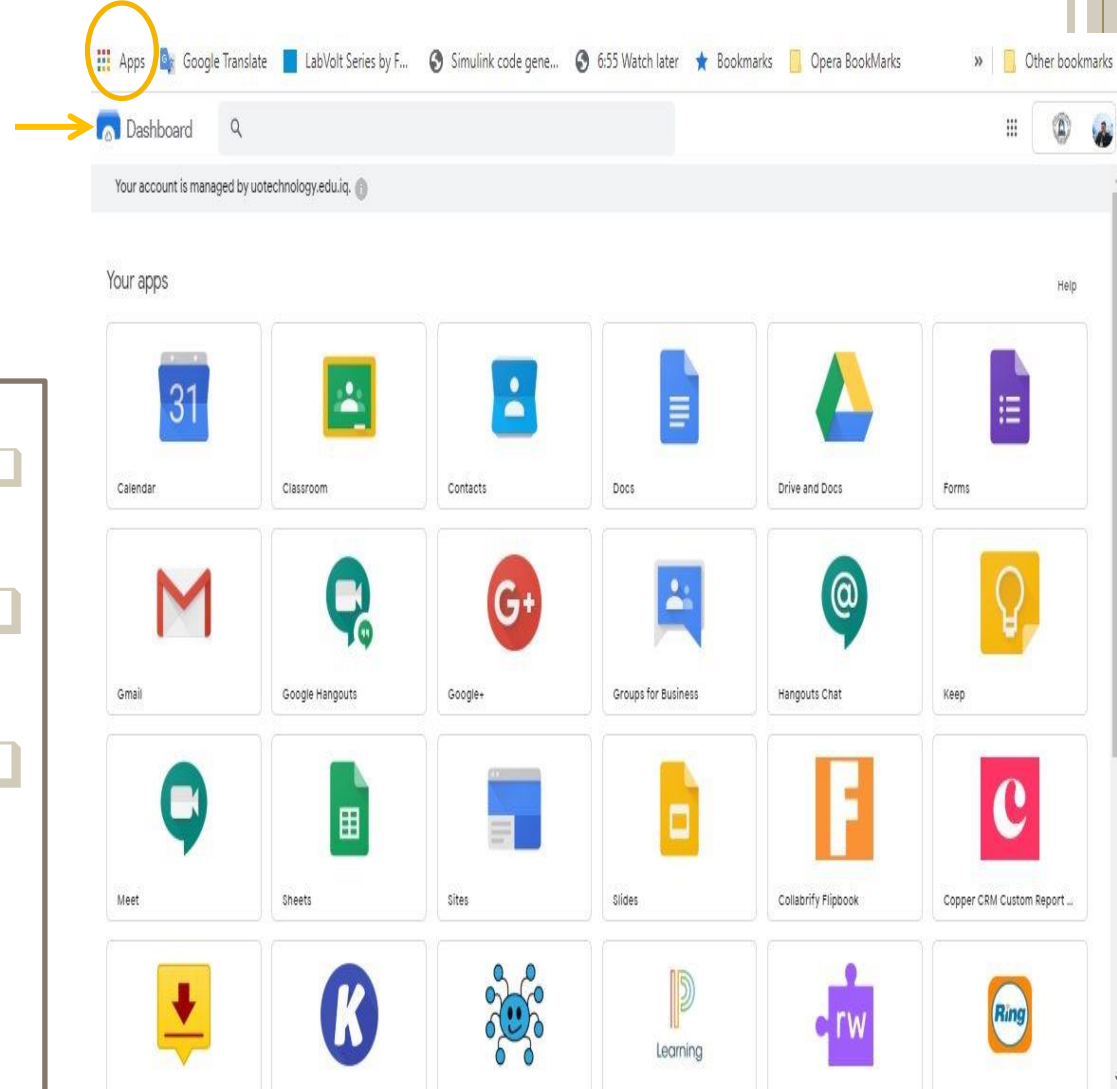 Apps Google Translate LabVolt Series by F... Simulink code gene... 6:55 Watch later Bookmarks Opera BookMarks » Other bookmarks
Dashboard
Your account is managed by uotechnology.edu.iq.
Your apps Help
31
Calendar Classroom Contacts Docs Drive and Docs Forms
G+ @
Gmail Google Hangouts Google+ Groups for Business Hangouts Chat Keep
F C
Meet Sheets Sites Slides Collabrify Flipbook Copper CRM Custom Report ...
K rw Ring
Learning